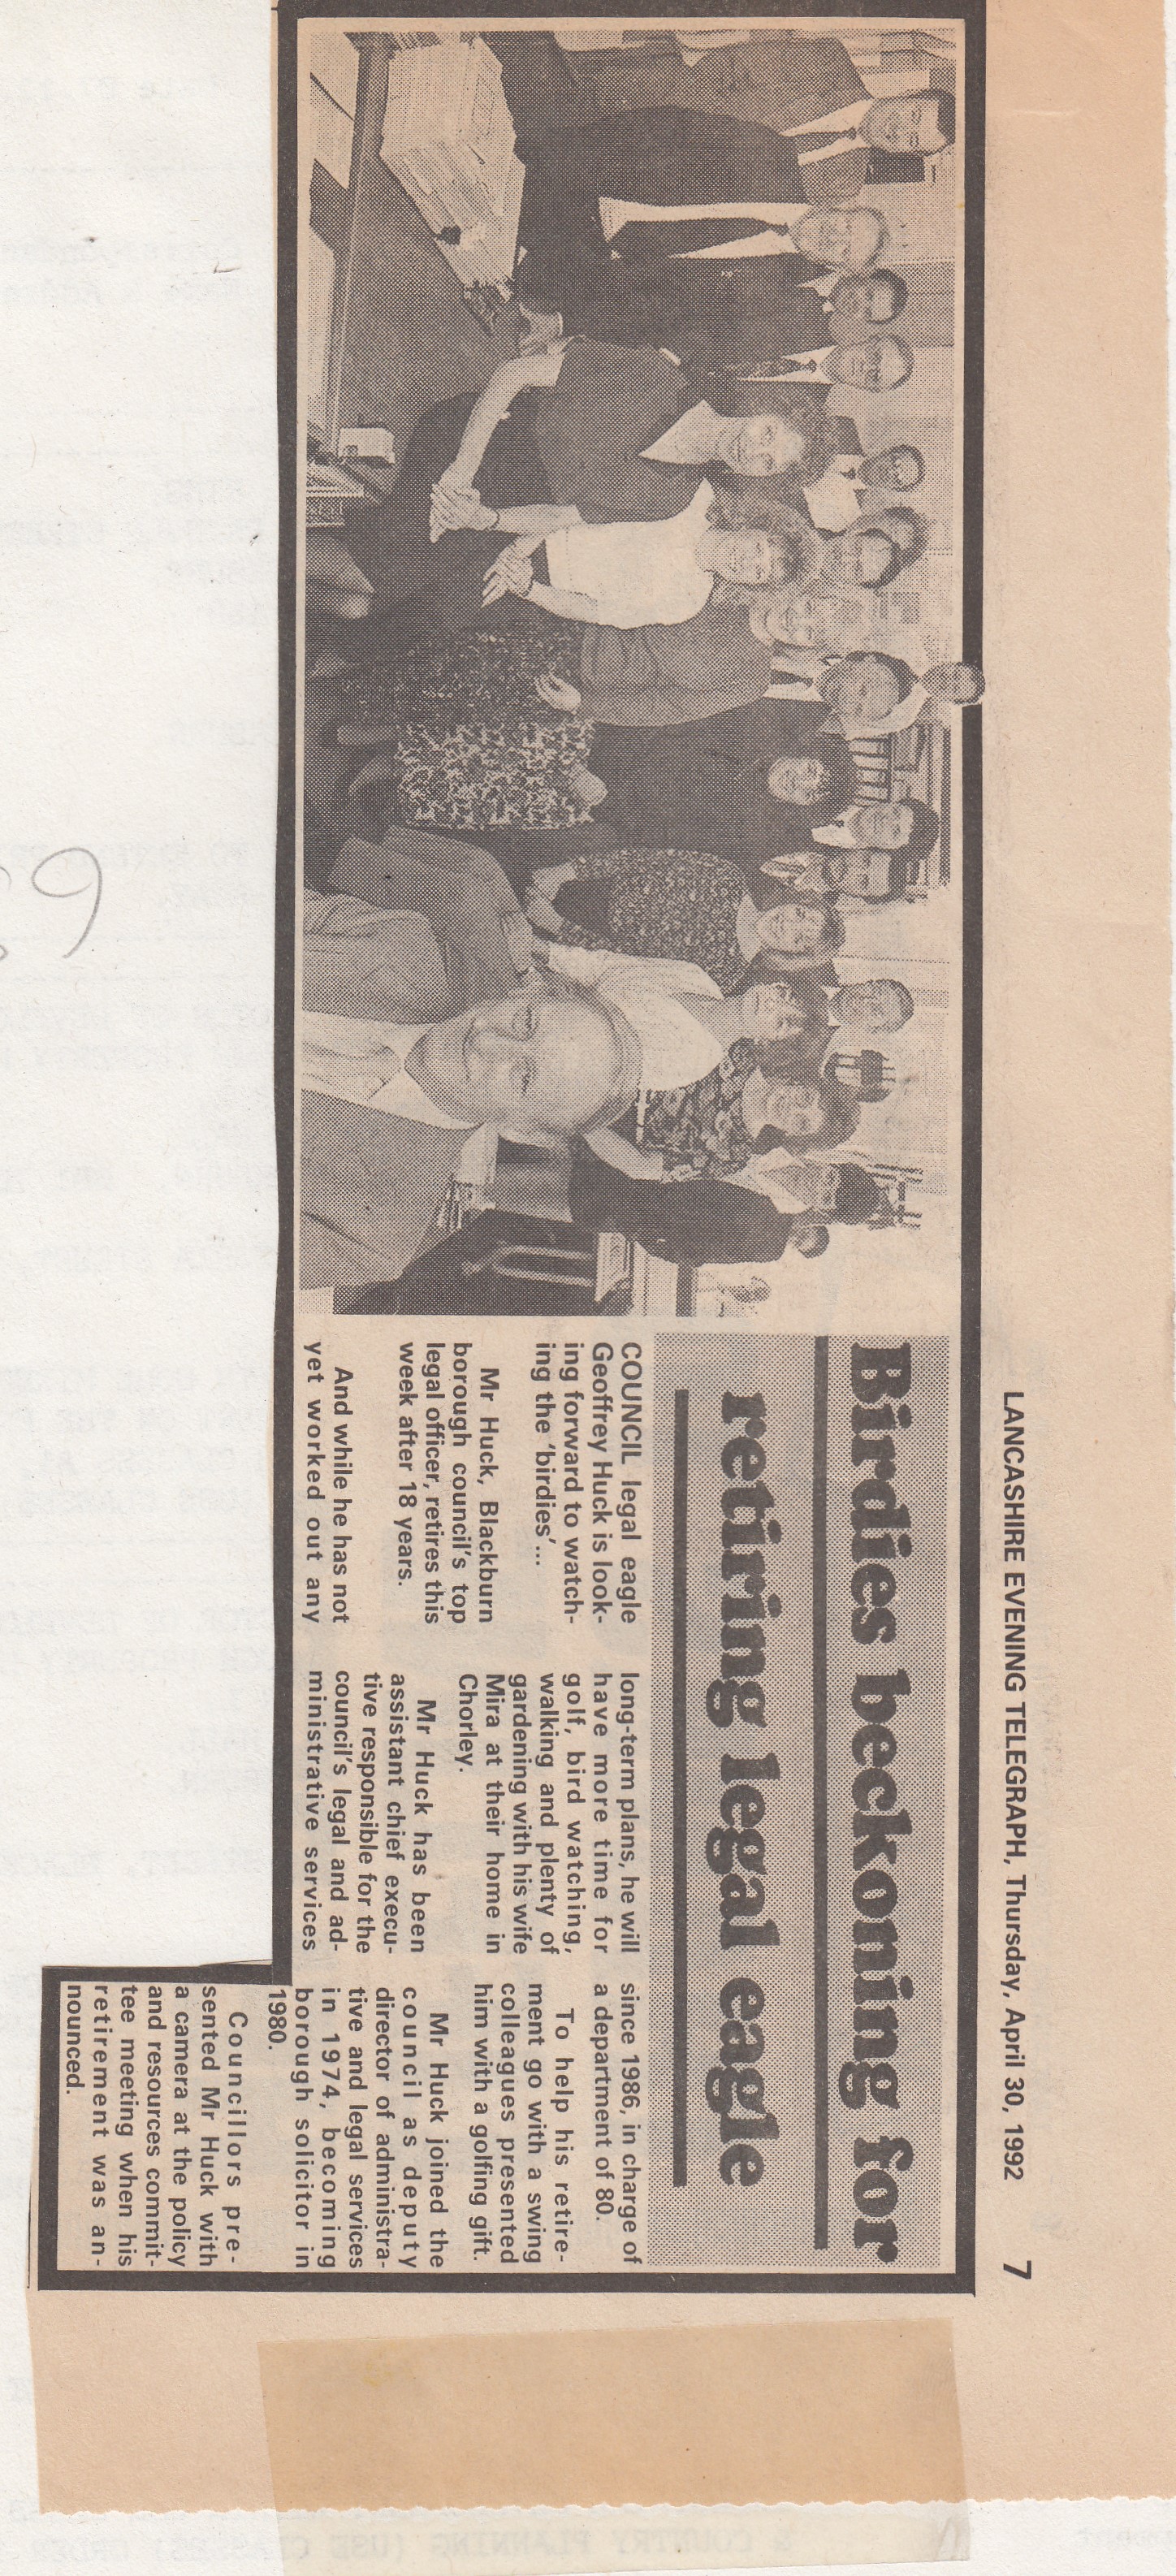 LANCASHIRE EVENING TELEGRAPH, Thursday, April 30, 1992 7
Birdies beckoning for
retiring legal eagle
COUNCIL legal eagle
Geoffrey Huck is look-
ing forward to watch-
ing the 'birdies' ...
Mr Huck, Blackburn
borough council's top
legal officer, retires this
week after 18 years.
And while he has not
yet worked out any
long-term plans, he will
have more time for
golf, bird watching,
walking and plenty of
gardening with his wife
Mira at their home in
Chorley.
Mr Huck has been
assistant chief execu-
tive responsible for the
council's legal and ad-
ministrative services
since 1986, in charge of
a department of 80.
To help his retire-
ment go with a swing
colleagues presented
him with a golfing gift.
Mr Huck joined the
council as deputy
director of administra-
tive and legal services
in 1974, becoming
borough solicitor in
1980.
Councillors pre-
sented Mr Huck with
a camera at the policy
and resources commit-
tee meeting when his
retirement was an-
nounced.